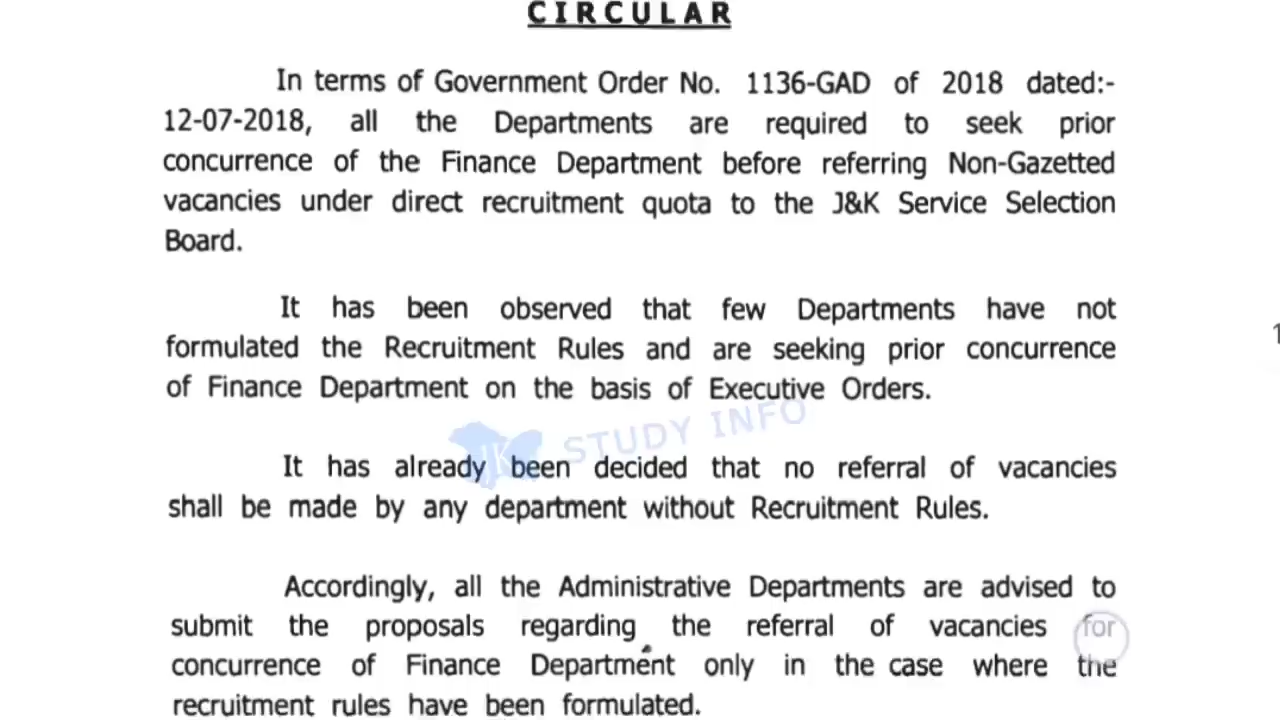 CIRCULAR
In terms of Government Order No. 1136-GAD of 2018 dated:-
12-07-2018, all the Departments are required to seek prior
concurrence of the Finance Department before referring Non-Gazetted
vacancies under direct recruitment quota to the J&K Service Selection
Board.
It has been observed that few Departments have not
formulated the Recruitment Rules and are seeking prior concurrence
of Finance Department on the basis of Executive Orders.
JK STUDY INFO
It has already been decided that no referral of vacancies
shall be made by any department without Recruitment Rules.
Accordingly, all the Administrative Departments are advised to
submit the proposals regarding the referral of vacancies for
concurrence of Finance Department only in the case where the
recruitment rules have been formulated.
1